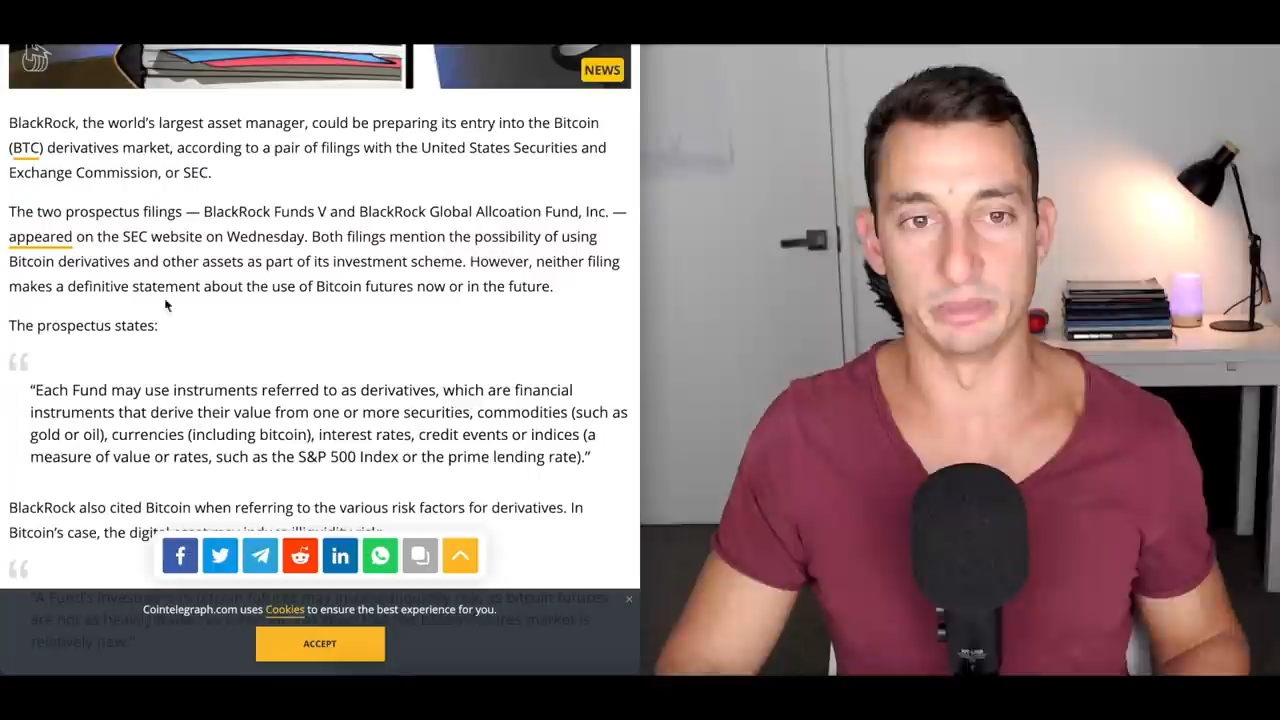 NEWS
BlackRock, the world's largest asset manager, could be preparing its entry into the Bitcoin
(BTC) derivatives market, according to a pair of filings with the United States Securities and
Exchange Commission, or SEC.
The two prospectus filings — BlackRock Funds V and BlackRock Global Allcoation Fund, Inc. —
appeared on the SEC website on Wednesday. Both filings mention the possibility of using
Bitcoin derivatives and other assets as part of its investment scheme. However, neither filing
makes a definitive statement about the use of Bitcoin futures now or in the future.
The prospectus states:
“Each Fund may use instruments referred to as derivatives, which are financial
instruments that derive their value from one or more securities, commodities (such as
gold or oil), currencies (including bitcoin), interest rates, credit events or indices (a
measure of value or rates, such as the S&P 500 Index or the prime lending rate).”
BlackRock also cited Bitcoin when referring to the various risk factors for derivatives. In
Bitcoin's case, the digital asset may
“A Fund's
are not as
relatively new.”
Cointelegraph.com uses Cookies to ensure the best experience for you.
ACCEPT